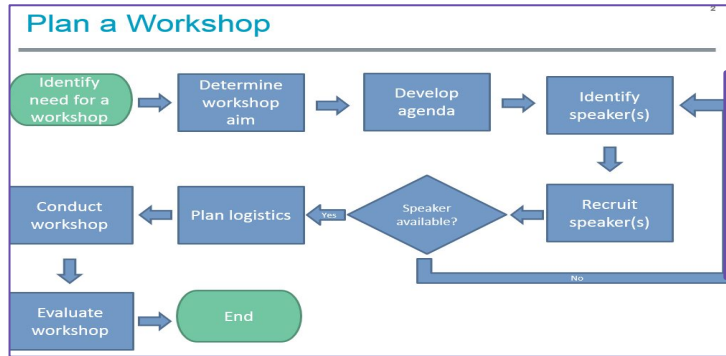 2
Plan a Workshop
Identify
need for a
workshop
Determine
workshop
aim
Develop
agenda
Identify
speaker(s)
Recruit
speaker(s)
Speaker
available?
Yes
No
Plan logistics
Conduct
workshop
Evaluate
workshop
End